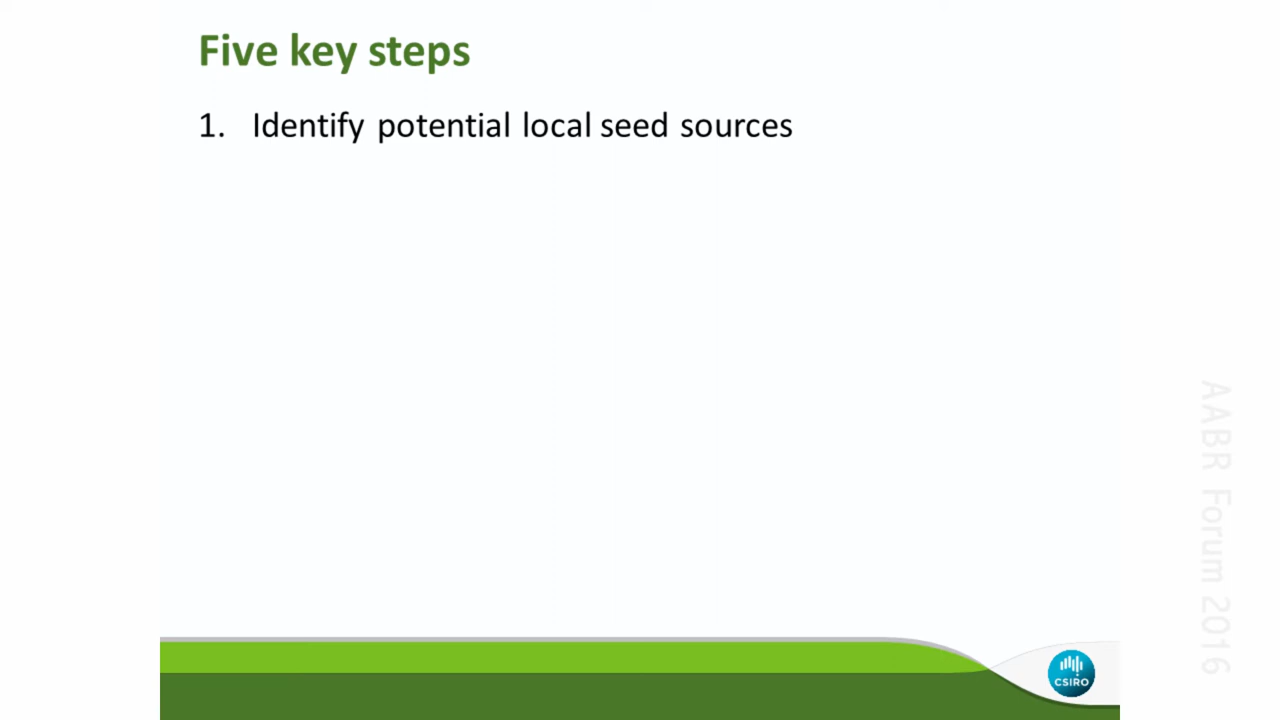 Five key steps
1. Identify potential local seed sources
AABR Forum 2016
CSIRO